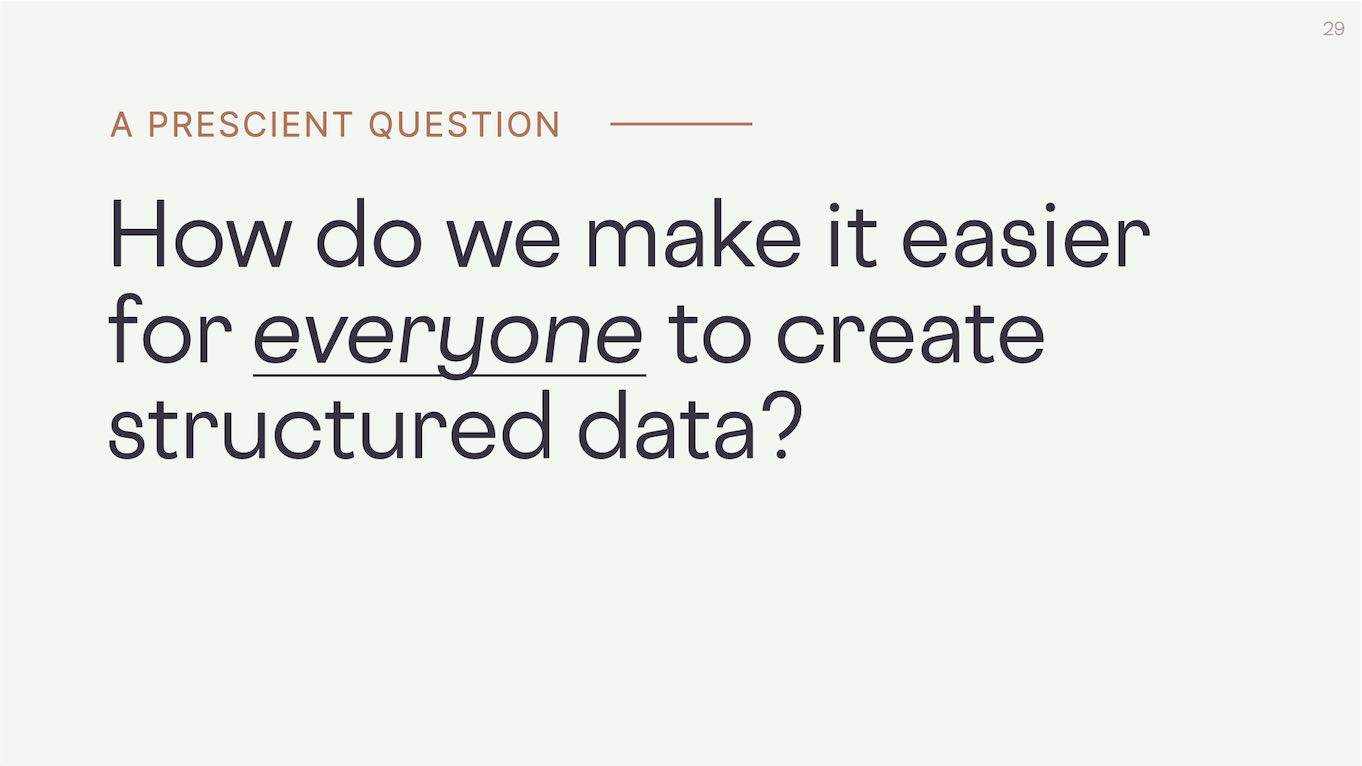 29
A PRESCIENT QUESTION
How do we make it easier
for everyone to create
structured data?